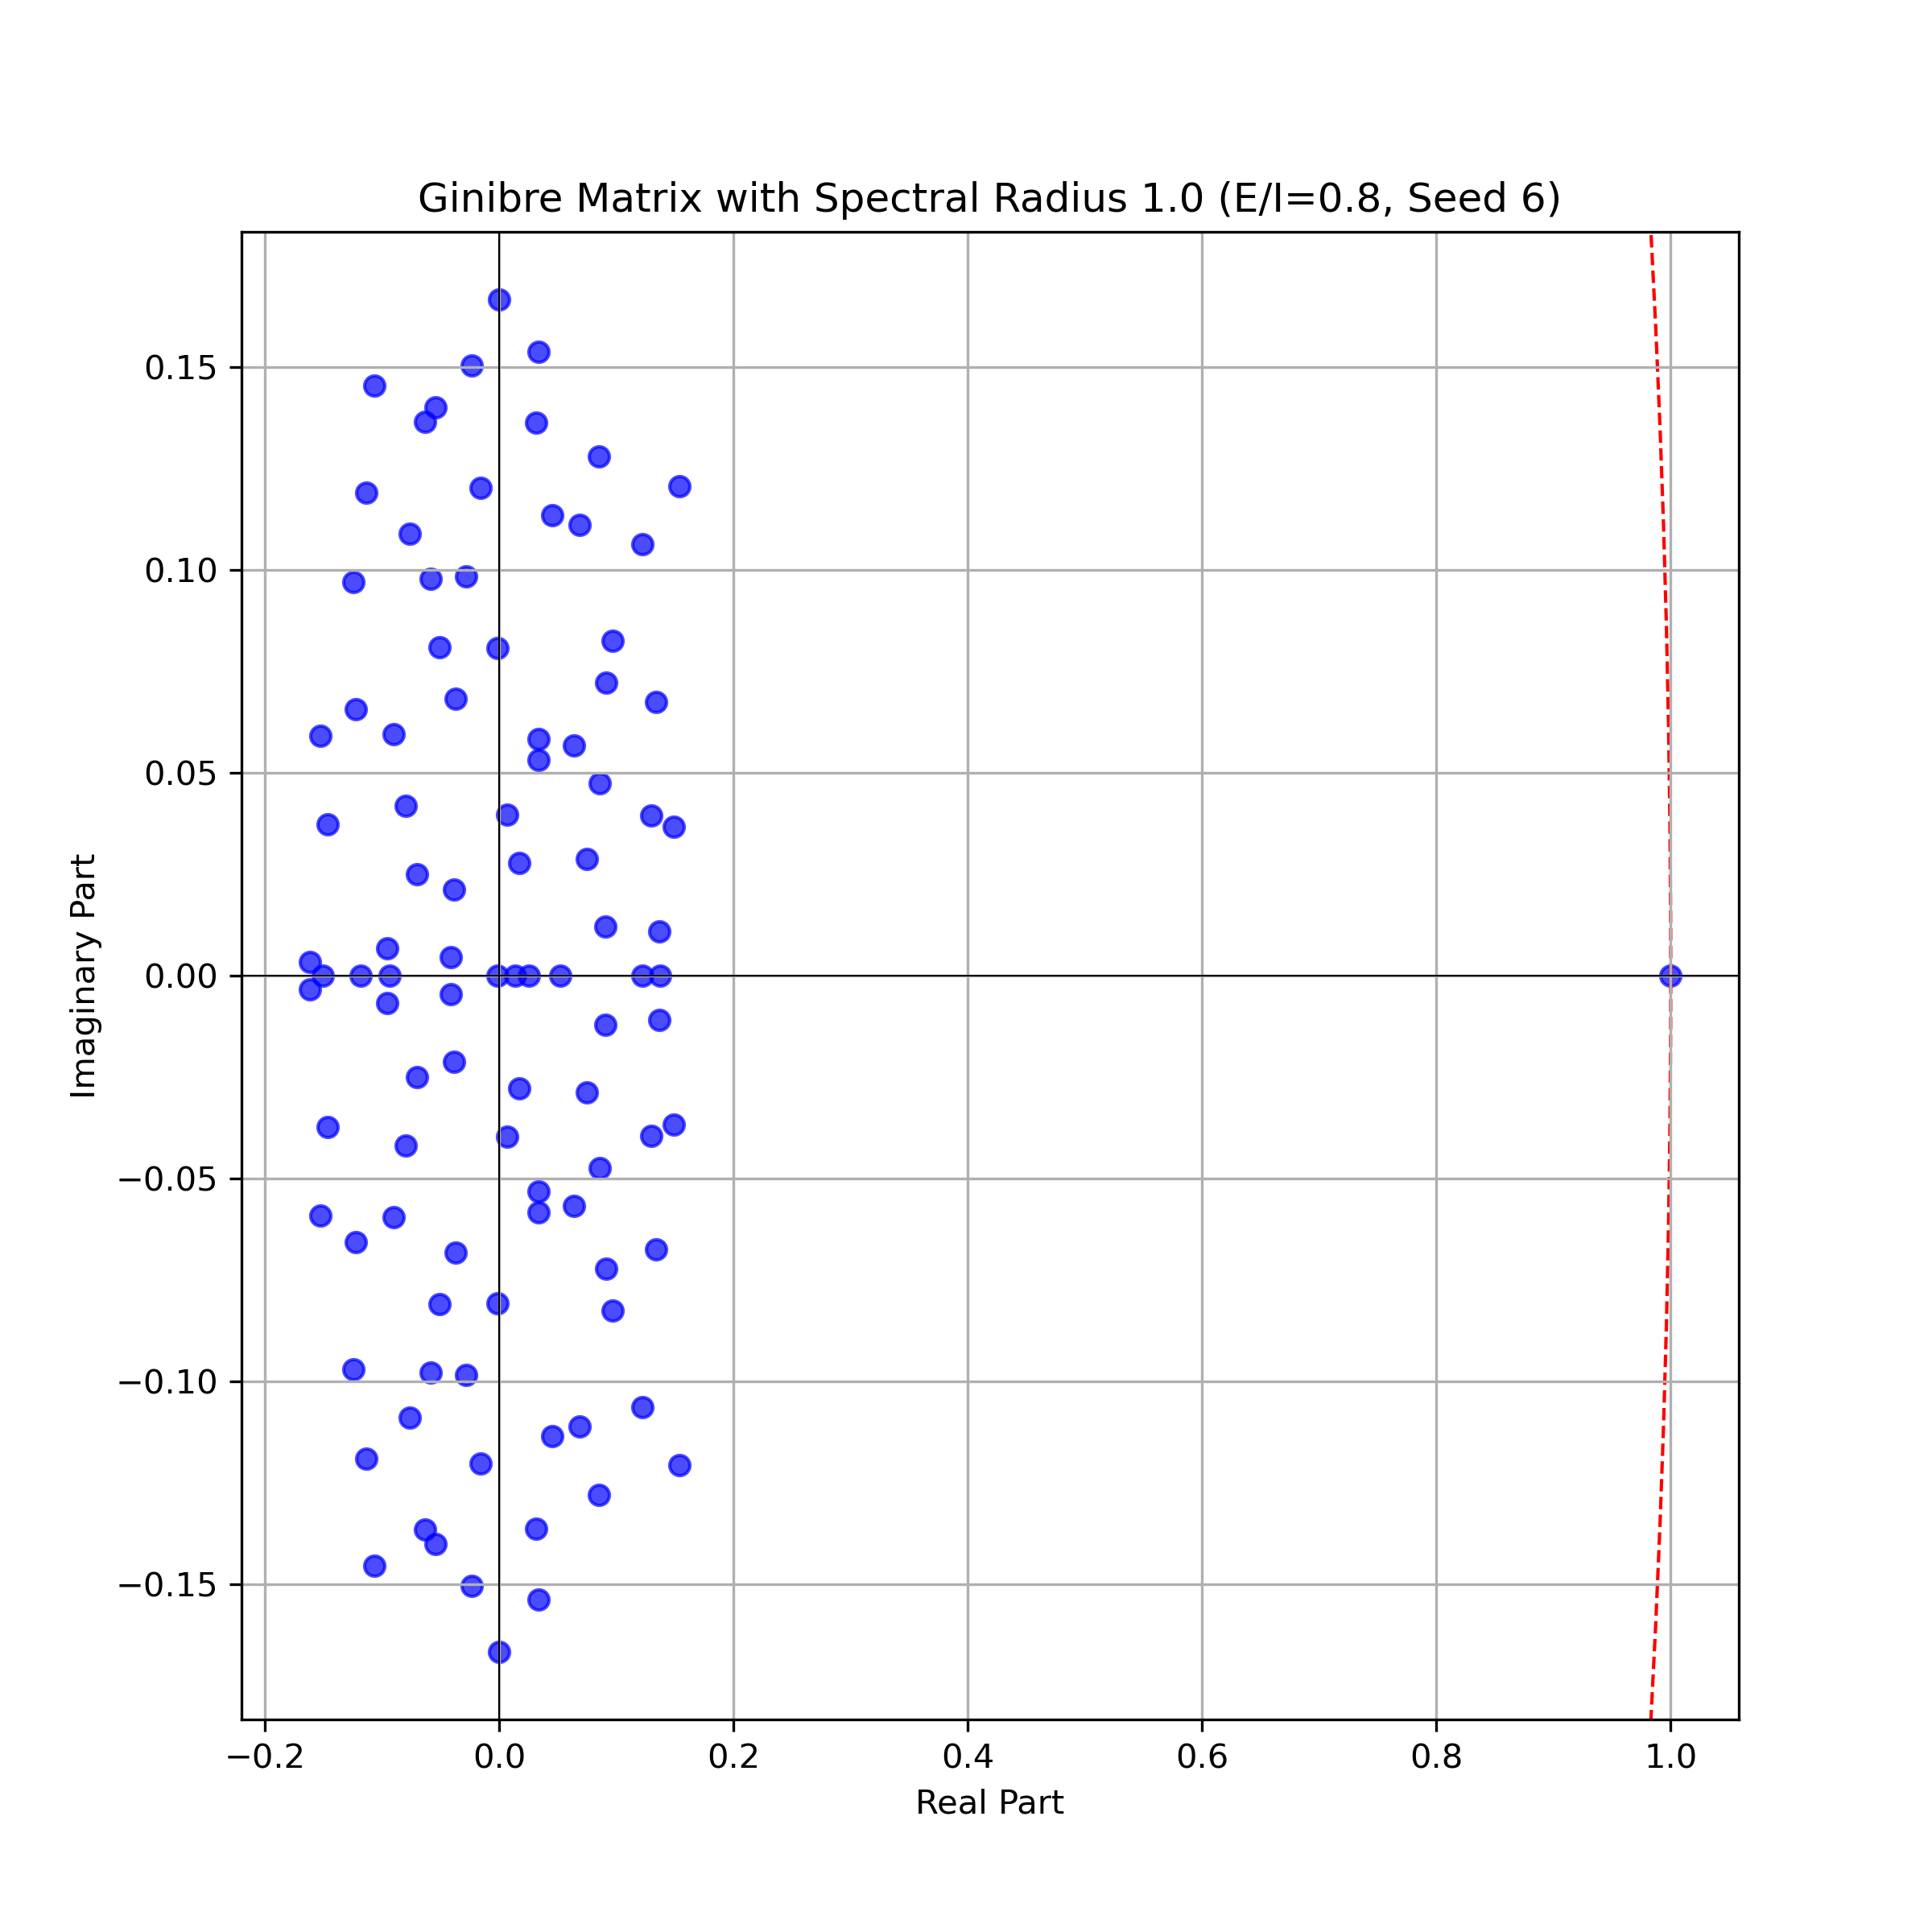 Ginibre Matrix with Spectral Radius 1.0 (E/I=0.8, Seed 6)
0.15
0.10
0.05
0.00
−0.05
−0.10
−0.15
Imaginary Part
−0.2 0.0 0.2 0.4 0.6 0.8 1.0
Real Part